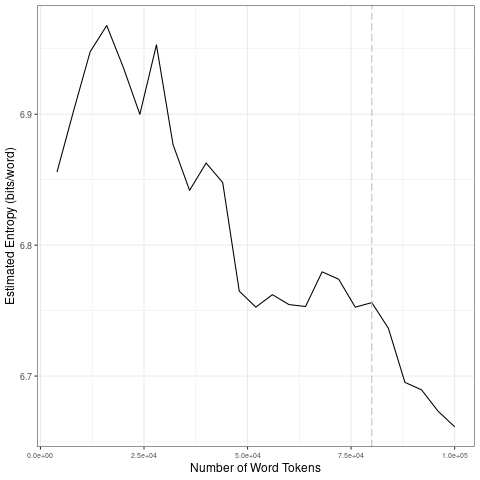 Estimated Entropy (bits/word)
6.9
6.8
6.7
0.0e+00 2.5e+04 5.0e+04 7.5e+04 1.0e+05
Number of Word Tokens